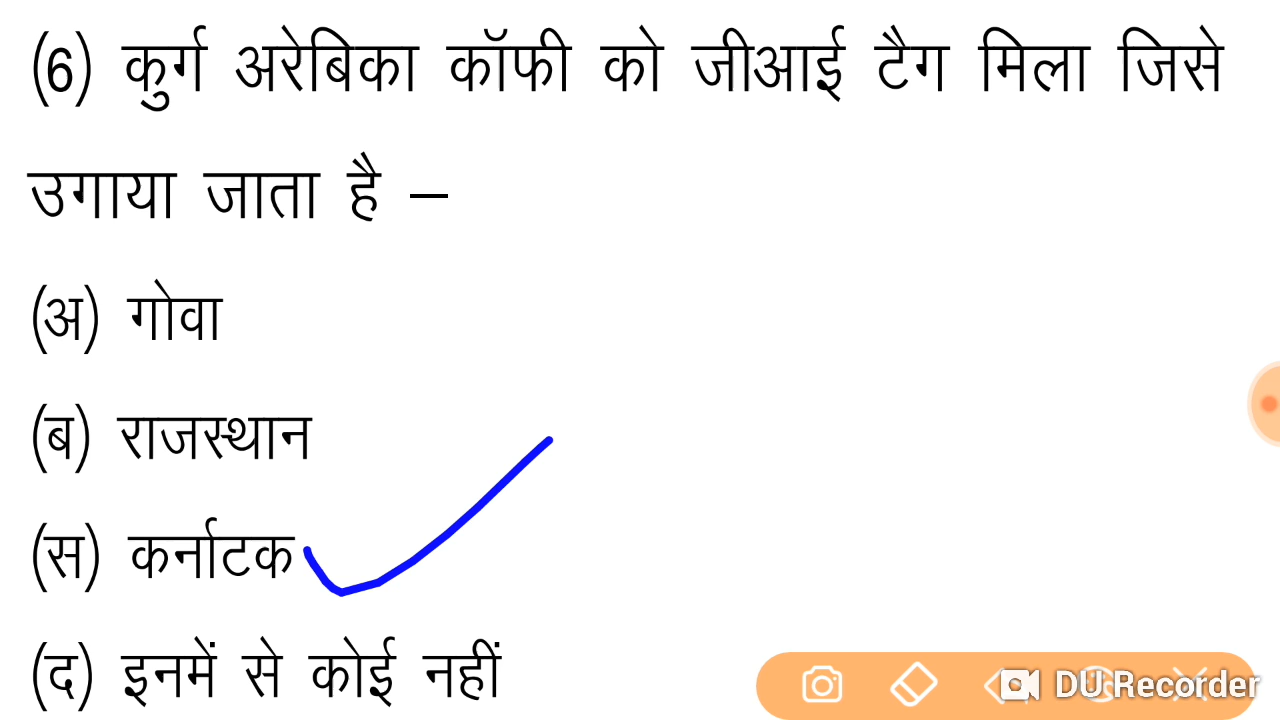 (6) कुर्ग अरेबिका कॉफी को जीआई टैग मिला जिसे
उगाया जाता है –
(अ) गोवा
(ब) राजस्थान
(स) कर्नाटक
(द) इनमें से कोई नहीं
DU Recorder